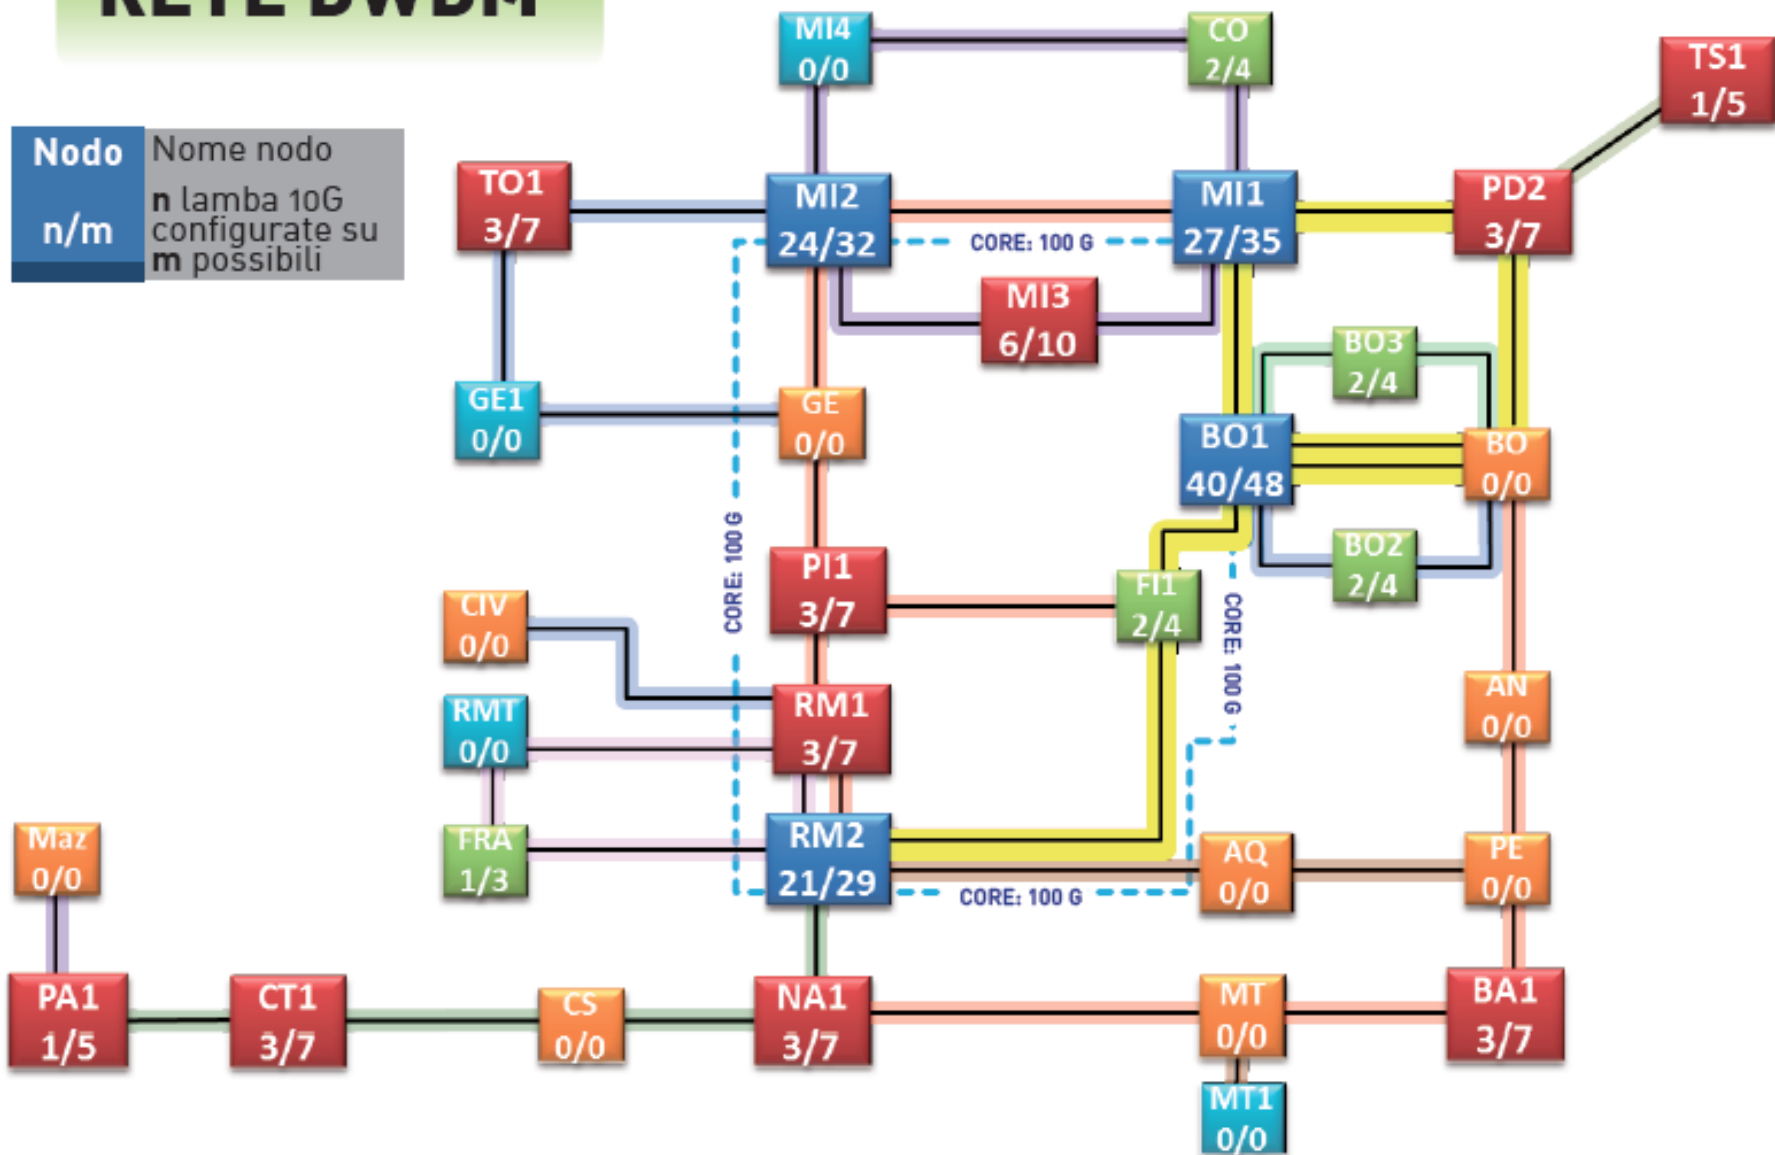 RETE DWDM
MI4
0/0
CO
2/4
TS1
1/5
Nodo
n/m
Nome nodo
n lamba 10G
configurate su
m possibili
TO1
3/7
MI2
24/32
MI1
27/35
PD2
3/7
CORE: 100 G
MI3
6/10
BO3
2/4
GE1
0/0
GE
0/0
BO1
40/48
BO
0/0
CORE: 100 G
BO2
2/4
PI1
3/7
FI1
2/4
CORE: 100 G
CIV
0/0
RM1
3/7
RMT
0/0
AN
0/0
Maz
0/0
FRA
1/3
RM2
21/29
AQ
0/0
PE
0/0
CORE: 100 G
PA1
1/5
CT1
3/7
CS
0/0
NA1
3/7
MT
0/0
BA1
3/7
MT1
0/0